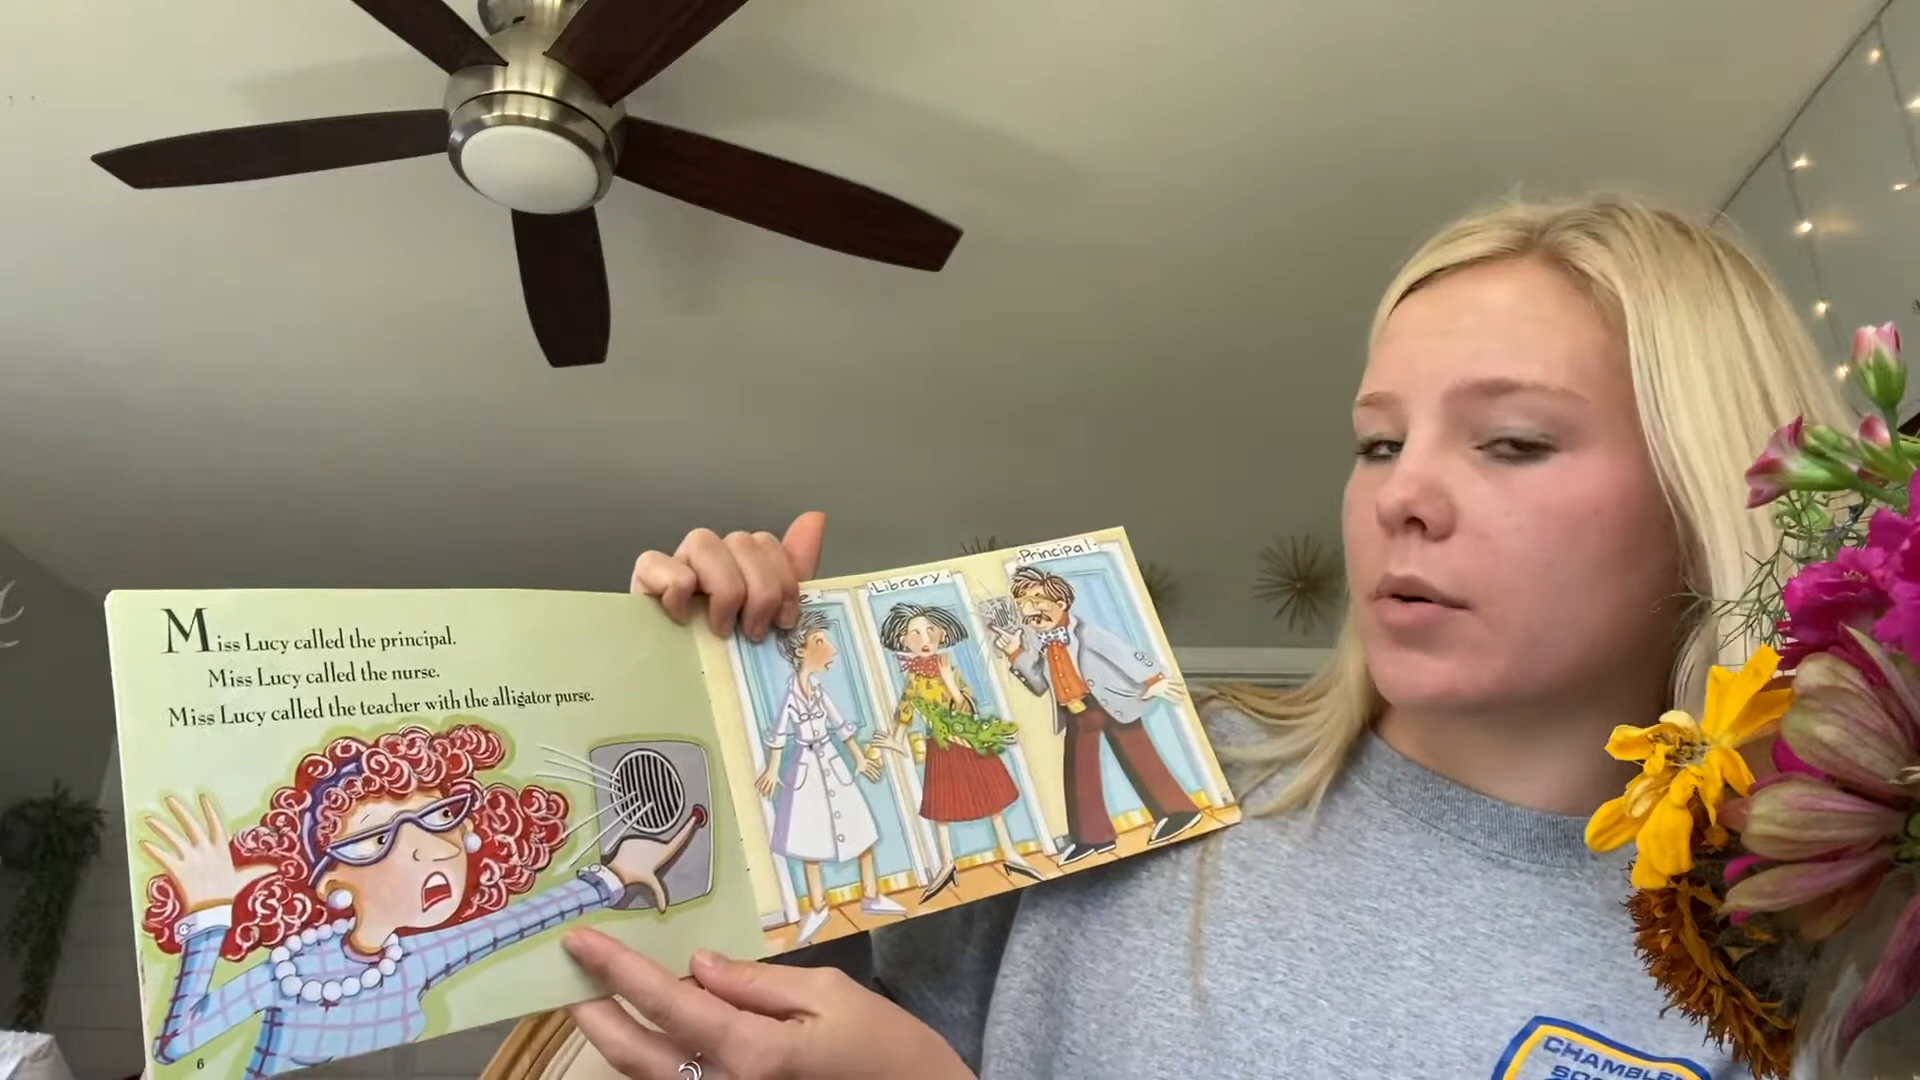 Miss Lucy called the principal.
Miss Lucy called the nurse.
Miss Lucy called the teacher with the alligator purse.
6
Library
Principal